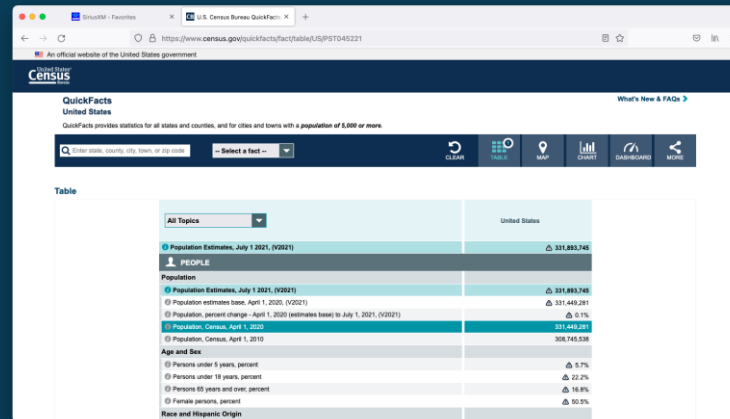 SiriusXM - Favorites
U.S. Census Bureau QuickFacts
https://www.census.gov/quickfacts/fact/table/US/PST045221
An official website of the United States government
United States®
Census
Bureau
QuickFacts
What's New & FAQs
United States
QuickFacts provides statistics for all states and counties, and for cities and towns with a population of 5,000 or more.
Enter state, county, city, town, or zip code
-- Select a fact --
CLEAR
TABLE
MAP
CHART
DASHBOARD
MORE
Table
All Topics
United States
Population Estimates, July 1 2021, (V2021) 331,893,745
PEOPLE
Population
Population Estimates, July 1 2021, (V2021) 331,893,745
Population estimates base, April 1, 2020, (V2021) 331,449,281
Population, percent change - April 1, 2020 (estimates base) to July 1, 2021, (V2021) 0.1%
Population, Census, April 1, 2020 331,449,281
Population, Census, April 1, 2010 308,745,538
Age and Sex
Persons under 5 years, percent 5.7%
Persons under 18 years, percent 22.2%
Persons 65 years and over, percent 16.8%
Female persons, percent 50.5%
Race and Hispanic Origin